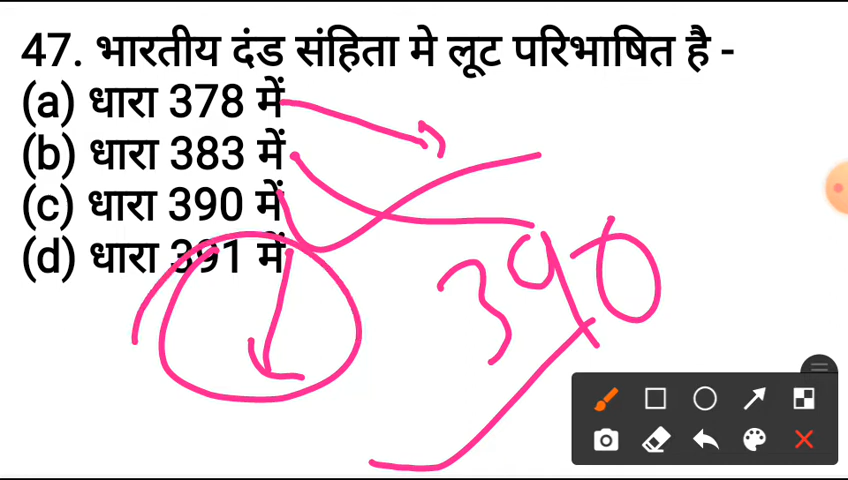 47. भारतीय दंड संहिता मे लूट परिभाषित है -
(a) धारा 378 में
(b) धारा 383 में
(c) धारा 390 में
(d) धारा 391 में
390